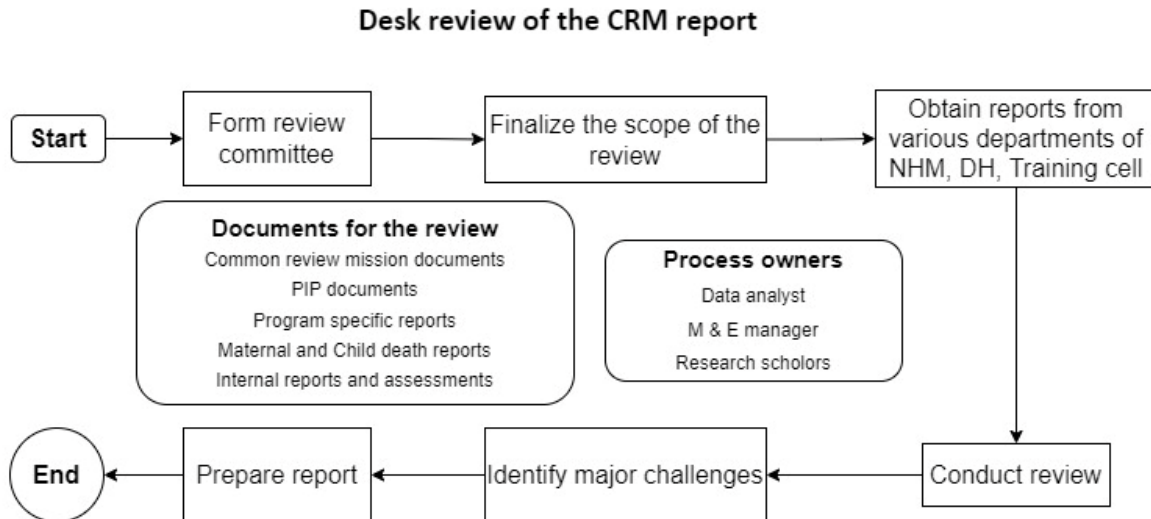 Desk review of the CRM report
Start
Form review
committee
Finalize the scope of the
review
Obtain reports from
various departments of
NHM, DH, Training cell
Documents for the review
Common review mission documents
PIP documents
Program specific reports
Maternal and Child death reports
Internal reports and assessments
Process owners
Data analyst
M & E manager
Research scholors
End
Prepare report
Identify major challenges
Conduct review